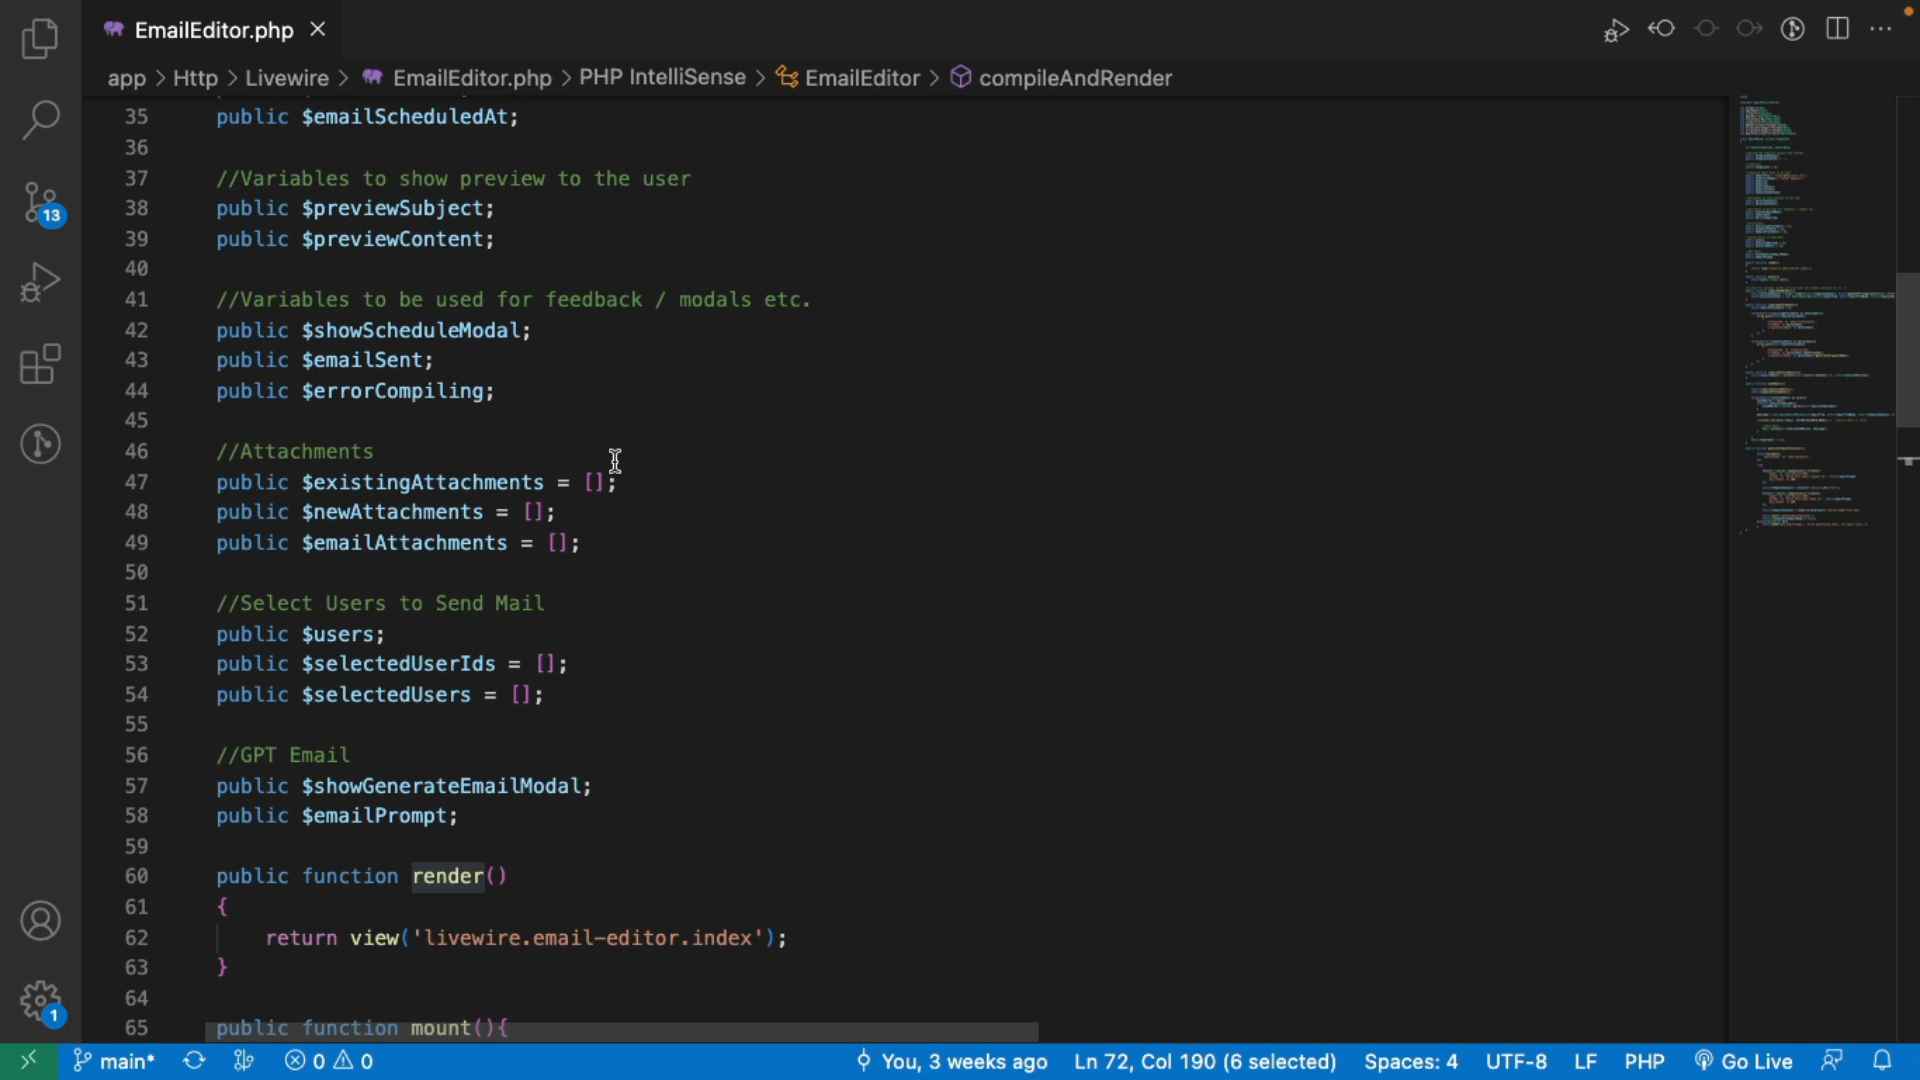 EmailEditor.php
app > Http > Livewire > EmailEditor.php > PHP IntelliSense > EmailEditor > compileAndRender
35 public $emailScheduledAt;
36
37 //Variables to show preview to the user
38 public $previewSubject;
39 public $previewContent;
40
41 //Variables to be used for feedback / modals etc.
42 public $showScheduleModal;
43 public $emailSent;
44 public $errorCompiling;
45
46 //Attachments
47 public $existingAttachments = [];
48 public $newAttachments = [];
49 public $emailAttachments = [];
50
51 //Select Users to Send Mail
52 public $users;
53 public $selectedUserIds = [];
54 public $selectedUsers = [];
55
56 //GPT Email
57 public $showGenerateEmailModal;
58 public $emailPrompt;
59
60 public function render()
61 {
62 return view('livewire.email-editor.index');
63 }
64
65 public function mount(){
13
1
main* 0 0 You, 3 weeks ago Ln 72, Col 190 (6 selected) Spaces: 4 UTF-8 LF PHP Go Live